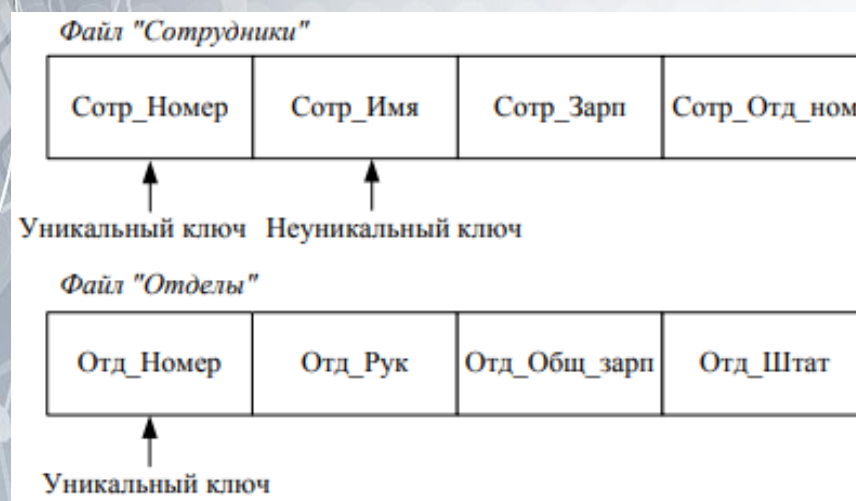 Файл "Сотрудники"
Сотр_Номер Сотр_Имя Сотр_Зарп Сотр_Отд_ном
Уникальный ключ Неуникальный ключ
Файл "Отделы"
Отд_Номер Отд_Рук Отд_Общ_зарп Отд_Штат
Уникальный ключ